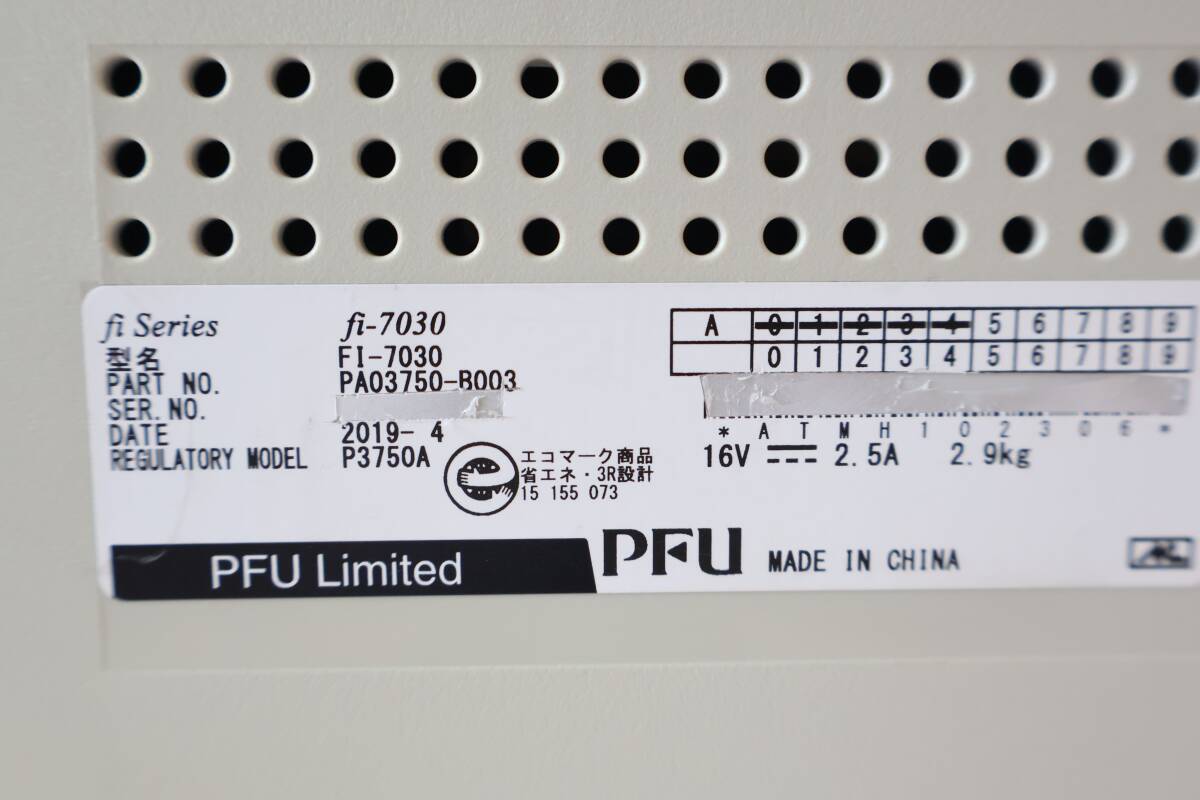 fi Series fi-7030
型名 FI-7030
PART NO. PA03750-B003
SER. NO.
DATE 2019- 4
REGULATORY MODEL P3750A
エコマーク商品
省エネ・3R設計
15 155 073
A 0 1 2 3 4 5 6 7 8 9
0 1 2 3 4 5 6 7 8 9
* A T M H 1 0 2 3 0 6 *
16V 2.5A 2.9kg
PFU Limited
PFU MADE IN CHINA